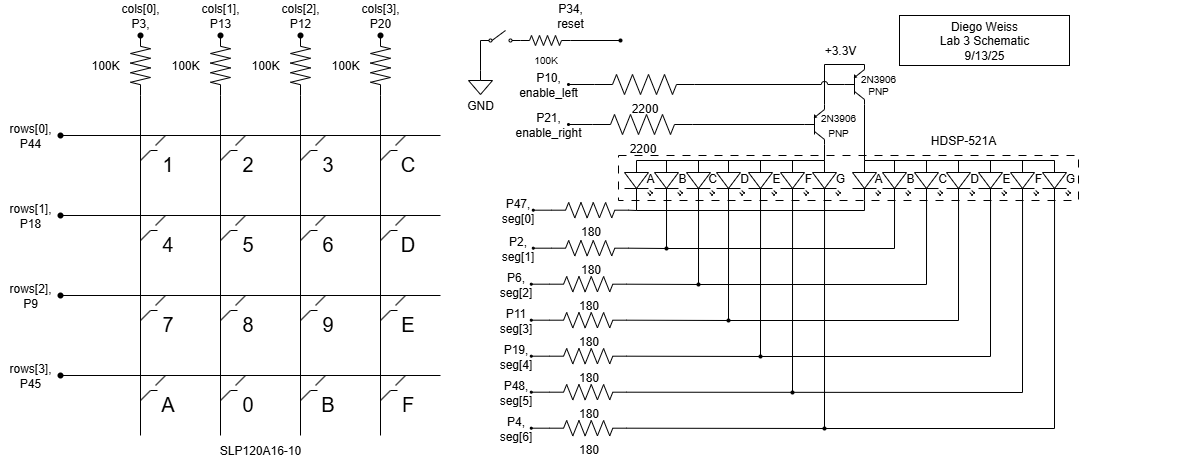 cols[0],
P3,
cols[1],
P13
cols[2],
P12
cols[3],
P20
100K
100K
100K
100K
rows[0],
P44
1
2
3
C
rows[1],
P18
4
5
6
D
rows[2],
P9
7
8
9
E
rows[3],
P45
A
0
B
F
SLP120A16-10
P34,
reset
100K
GND
P10,
enable_left
P21,
enable_right
2200
2200
+3.3V
2N3906
PNP
2N3906
PNP
Diego Weiss
Lab 3 Schematic
9/13/25
HDSP-521A
A
B
C
D
E
F
G
A
B
C
D
E
F
G
P47,
seg[0]
180
P2,
seg[1]
180
P6,
seg[2]
180
P11
seg[3]
180
P19,
seg[4]
180
P48,
seg[5]
180
P4,
seg[6]
180